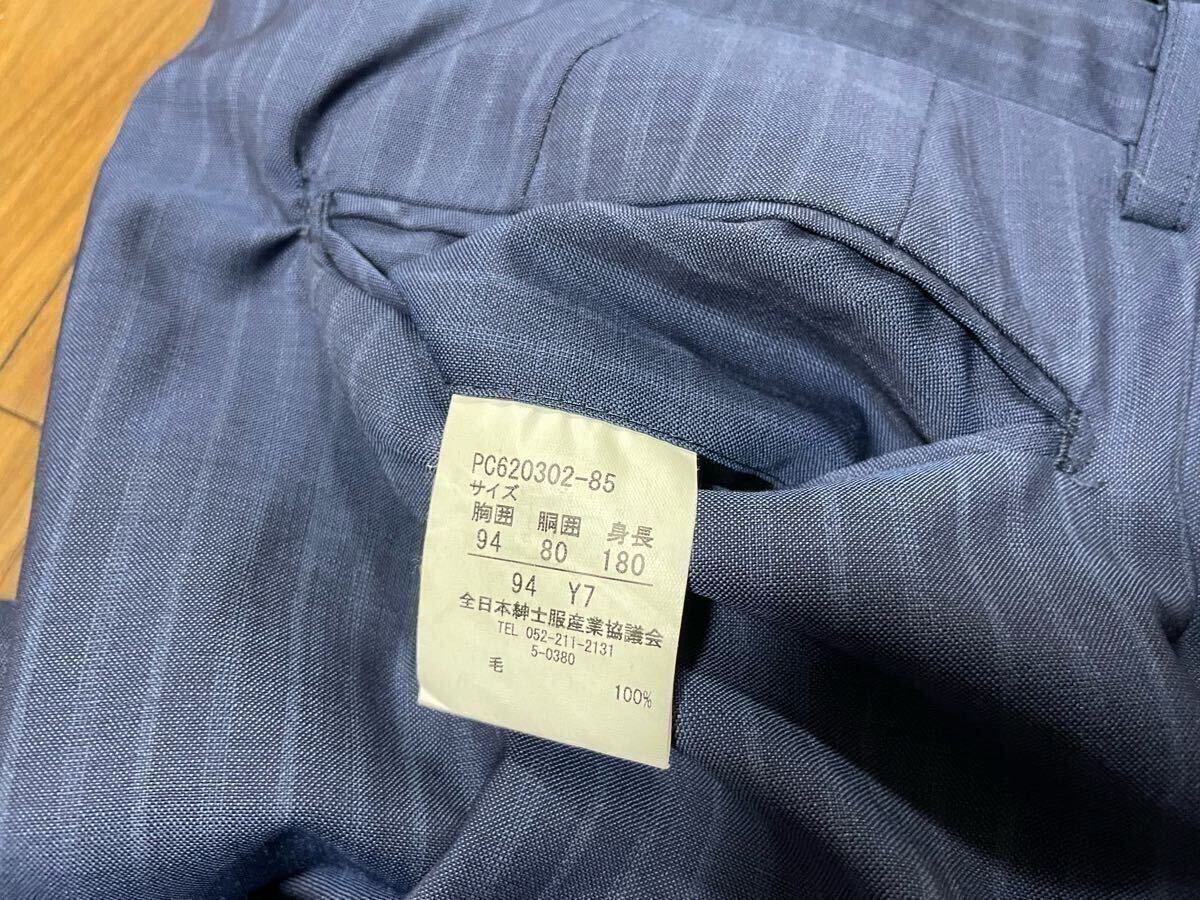 PC620302-85
サイズ
胸囲 胴囲 身長
94 80 180
94 Y7
全日本紳士服産業協議会
TEL 052-211-2131
5-0380
毛 100%